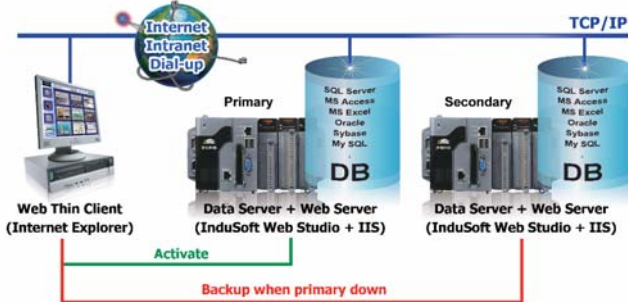 Internet
Intranet
Dial-up
TCP/IP
Primary
SQL Server
MS Access
MS Excel
Oracle
Sybase
My SQL
DB
Secondary
SQL Server
MS Access
MS Excel
Oracle
Sybase
My SQL
DB
Web Thin Client
(Internet Explorer)
Data Server + Web Server
(InduSoft Web Studio + IIS)
Data Server + Web Server
(InduSoft Web Studio + IIS)
Activate
Backup when primary down